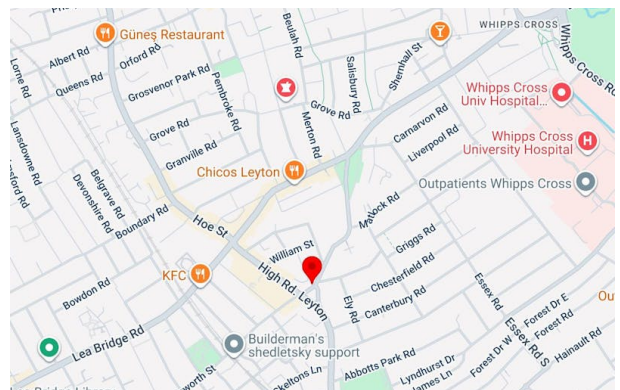 Güneş Restaurant
WHIPPS CROSS
Whipps Cross Ro
Beulah Rd
Orford Rd
Albert Rd
Queens Rd
Lorne Rd
Grosvenor Park Rd
Pembroke Rd
Salisbury Rd
Shernhall St
Whipps Cross
Univ Hospital...
Grove Rd
Merton Rd
Grove Rd
Carnarvon Rd
Liverpool Rd
Whipps Cross
University Hospital
H
Lansdowne Rd
Granville Rd
Chicos Leyton
Outpatients Whipps Cross
Belgrave Rd
Devonshire Rd
Boundary Rd
Hoe St
Matlock Rd
William St
Griggs Rd
KFC
High Rd. Leyton
Chesterfield Rd
Bowdon Rd
Ely Rd
Canterbury Rd
Essex Rd
Essex Rd S
Forest Dr E
Forest Rd
Ou
Lea Bridge Rd
Builderman's
shedletsky support
Forest Dr W
Hainault Rd
Abbotts Park Rd
Skeltons Ln
Lyndhurst Dr
James Ln
worth St